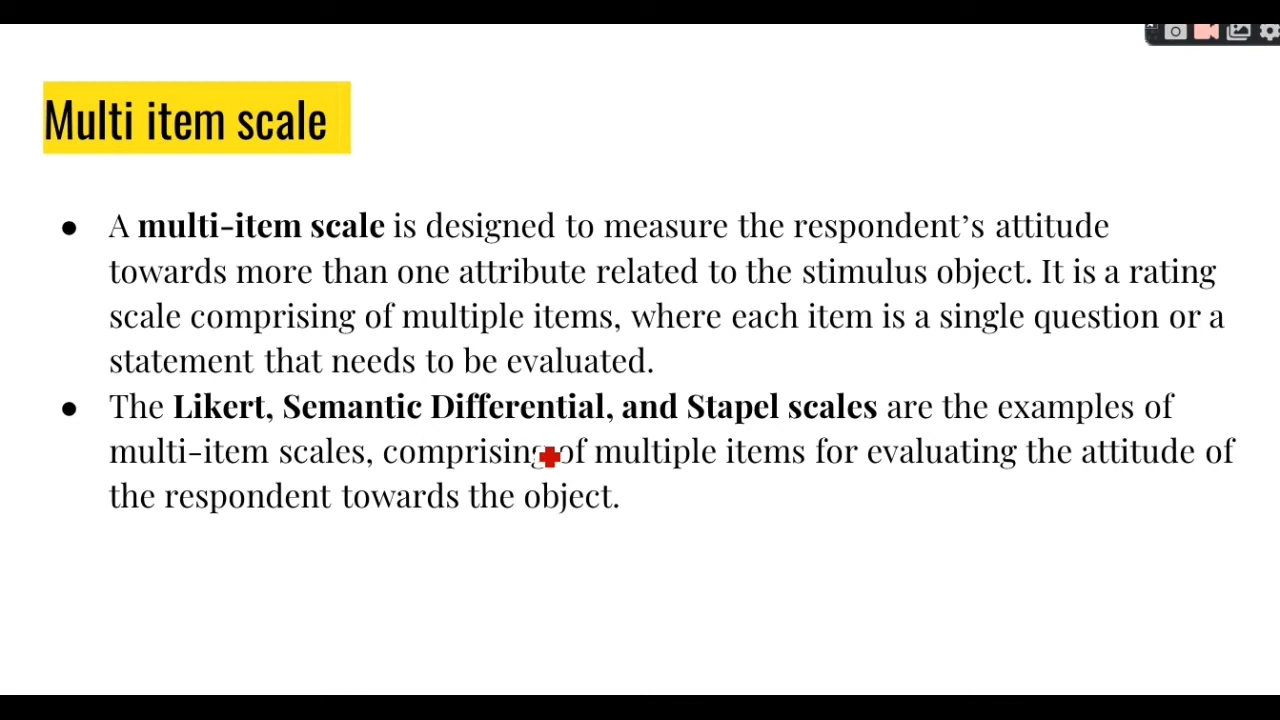 Multi item scale
● A multi-item scale is designed to measure the respondent’s attitude
towards more than one attribute related to the stimulus object. It is a rating
scale comprising of multiple items, where each item is a single question or a
statement that needs to be evaluated.
● The Likert, Semantic Differential, and Stapel scales are the examples of
multi-item scales, comprising of multiple items for evaluating the attitude of
the respondent towards the object.